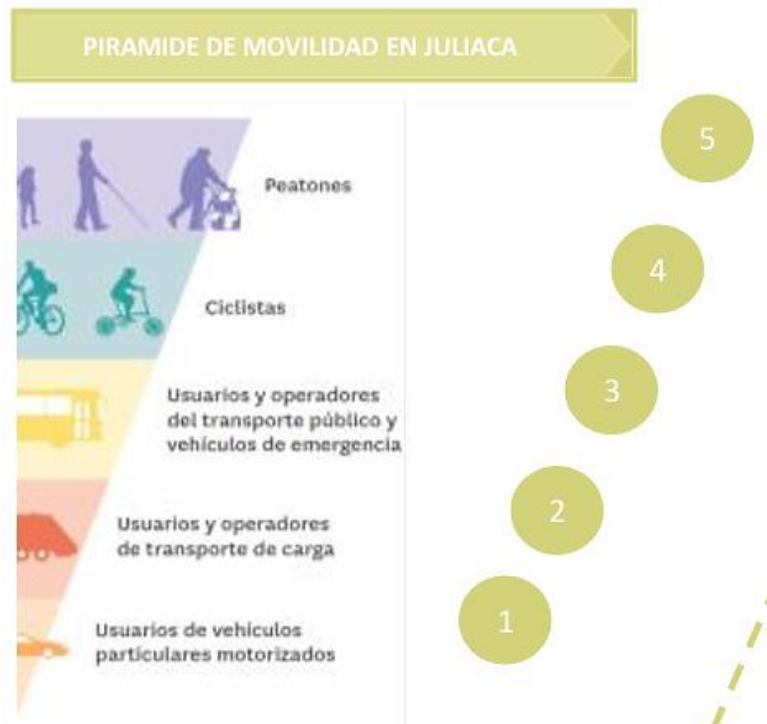 PIRAMIDE DE MOVILIDAD EN JULIACA
Peatones
Ciclistas
Usuarios y operadores
del transporte público y
vehículos de emergencia
Usuarios y operadores
de transporte de carga
Usuarios de vehículos
particulares motorizados
5
4
3
2
1